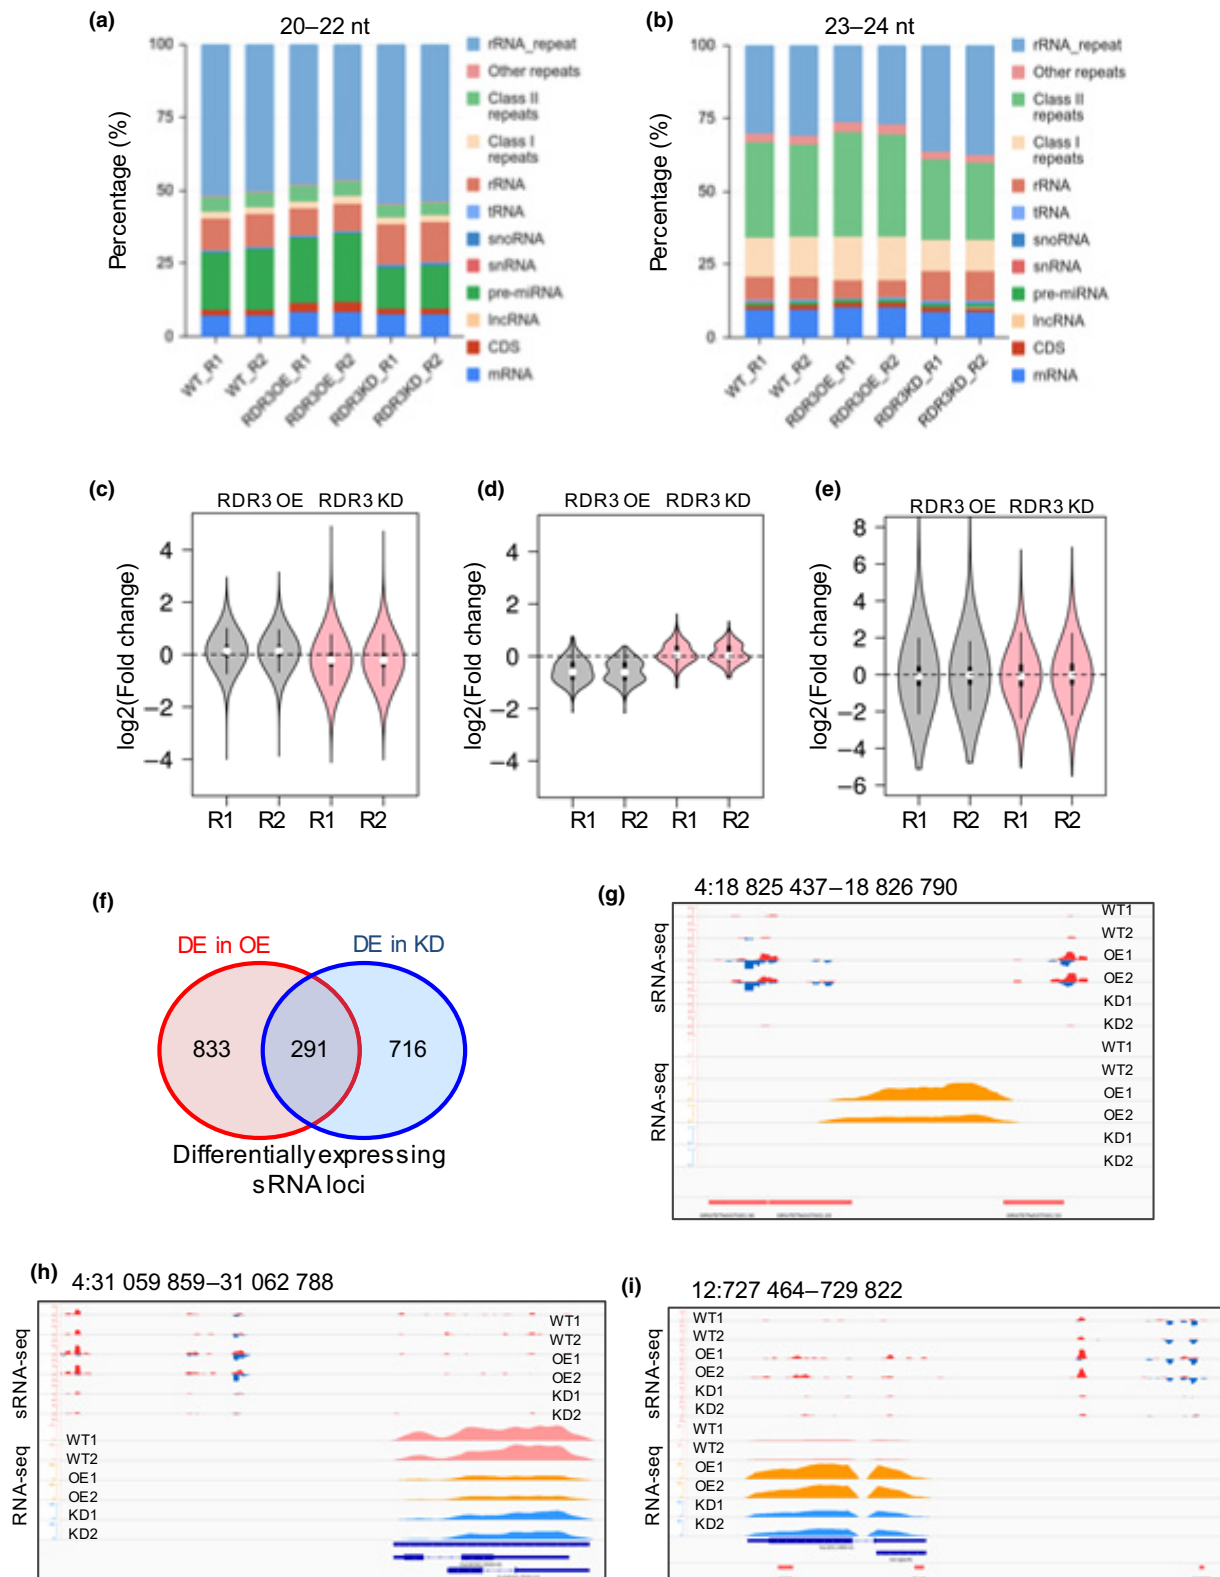 (a)
20–22 nt
Percentage (%)
100
75
50
25
0
WT_R1
WT_R2
RDR3OE_R1
RDR3OE_R2
RDR3KD_R1
RDR3KD_R2
rRNA_repeat
Other repeats
Class II
repeats
Class I
repeats
rRNA
tRNA
snoRNA
snRNA
pre-miRNA
lncRNA
CDS
mRNA
(b)
23–24 nt
Percentage (%)
100
75
50
25
0
WT_R1
WT_R2
RDR3OE_R1
RDR3OE_R2
RDR3KD_R1
RDR3KD_R2
rRNA_repeat
Other repeats
Class II
repeats
Class I
repeats
rRNA
tRNA
snoRNA
snRNA
pre-miRNA
lncRNA
CDS
mRNA
(c)
RDR3 OE RDR3 KD
log2(Fold change)
4
2
0
−2
−4
R1 R2 R1 R2
(d)
RDR3 OE RDR3 KD
log2(Fold change)
4
2
0
−2
−4
R1 R2 R1 R2
(e)
RDR3 OE RDR3 KD
log2(Fold change)
8
6
4
2
0
−2
−4
−6
R1 R2 R1 R2
(f)
DE in OE DE in KD
833 291 716
Differentially expressing
sRNA loci
(g)
4:18 825 437–18 826 790
sRNA-seq
WT1
WT2
OE1
OE2
KD1
KD2
RNA-seq
WT1
WT2
OE1
OE2
KD1
KD2
(h)
4:31 059 859–31 062 788
sRNA-seq
WT1
WT2
OE1
OE2
KD1
KD2
RNA-seq
WT1
WT2
OE1
OE2
KD1
KD2
(i)
12:727 464–729 822
sRNA-seq
WT1
WT2
OE1
OE2
KD1
KD2
RNA-seq
WT1
WT2
OE1
OE2
KD1
KD2